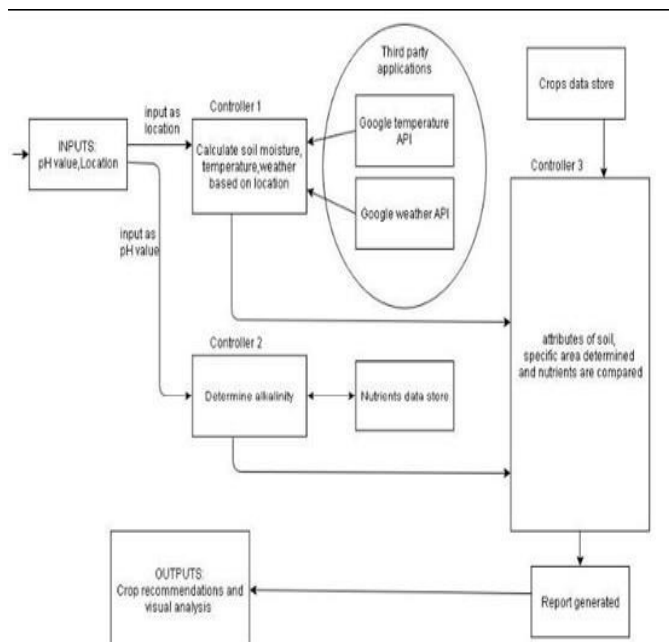 Third party
applications
Crops data store
input as
location
Controller 1
Google temperature
API
INPUTS:
pH value,Location
Calculate soil moisture,
temperature,weather
based on location
Controller 3
Google weather API
input as
pH value
attributes of soil,
specific area determined
and nutrients are compared
Controller 2
Determine alkalinity
Nutrients data store
OUTPUTS:
Crop recommendations and
visual analysis
Report generated